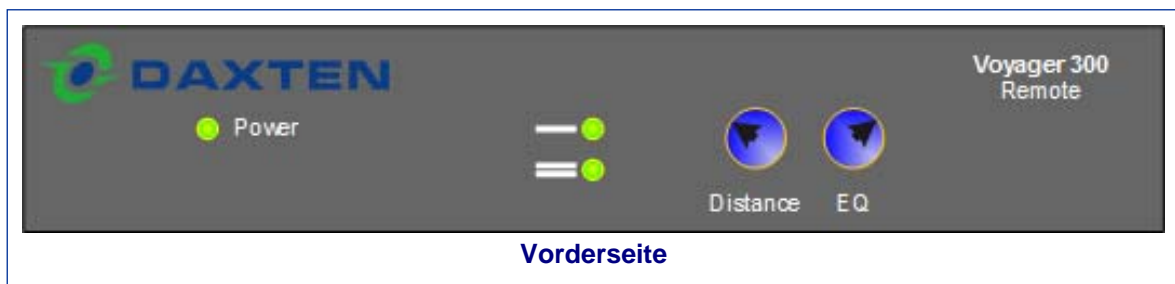 DAXTEN
Voyager 300
Remote
Power
Distance
EQ
Vorderseite